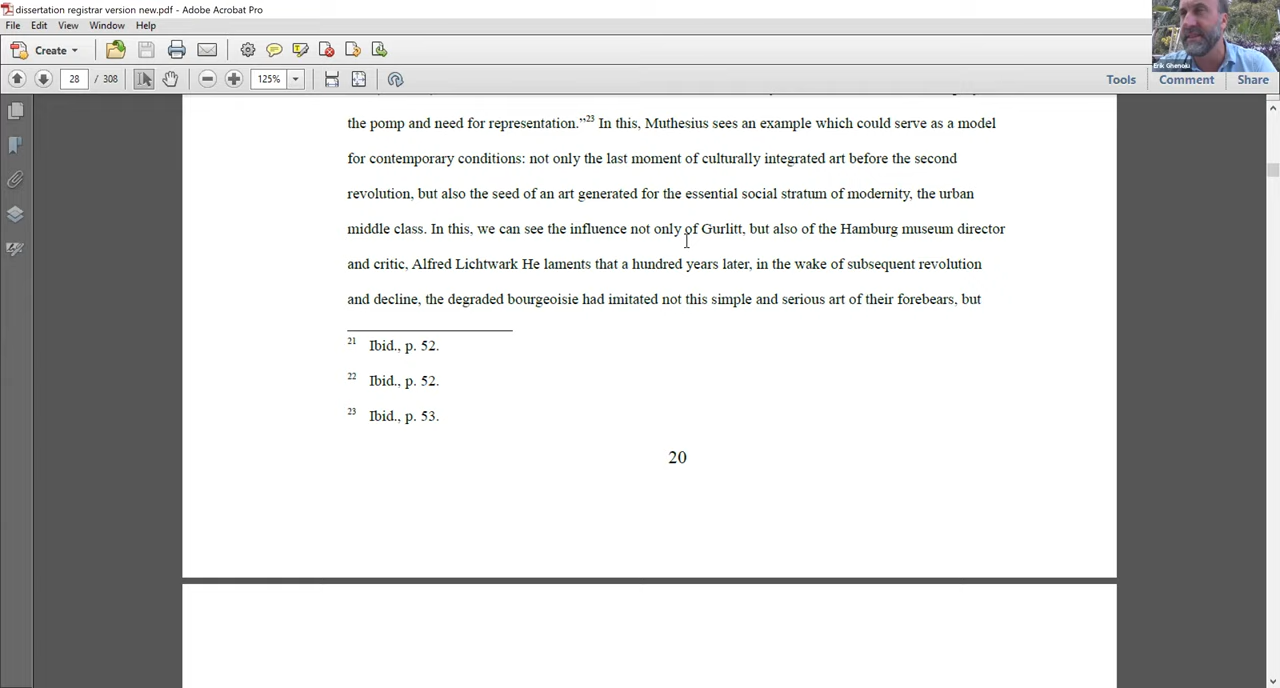 dissertation registrar version new.pdf - Adobe Acrobat Pro
File Edit View Window Help
Create
28 / 308 125% Tools Comment Share
Erik Ghenoiu
the pomp and need for representation.”23 In this, Muthesius sees an example which could serve as a model
for contemporary conditions: not only the last moment of culturally integrated art before the second
revolution, but also the seed of an art generated for the essential social stratum of modernity, the urban
middle class. In this, we can see the influence not only of Gurlitt, but also of the Hamburg museum director
and critic, Alfred Lichtwark He laments that a hundred years later, in the wake of subsequent revolution
and decline, the degraded bourgeoisie had imitated not this simple and serious art of their forebears, but
21 Ibid., p. 52.
22 Ibid., p. 52.
23 Ibid., p. 53.
20